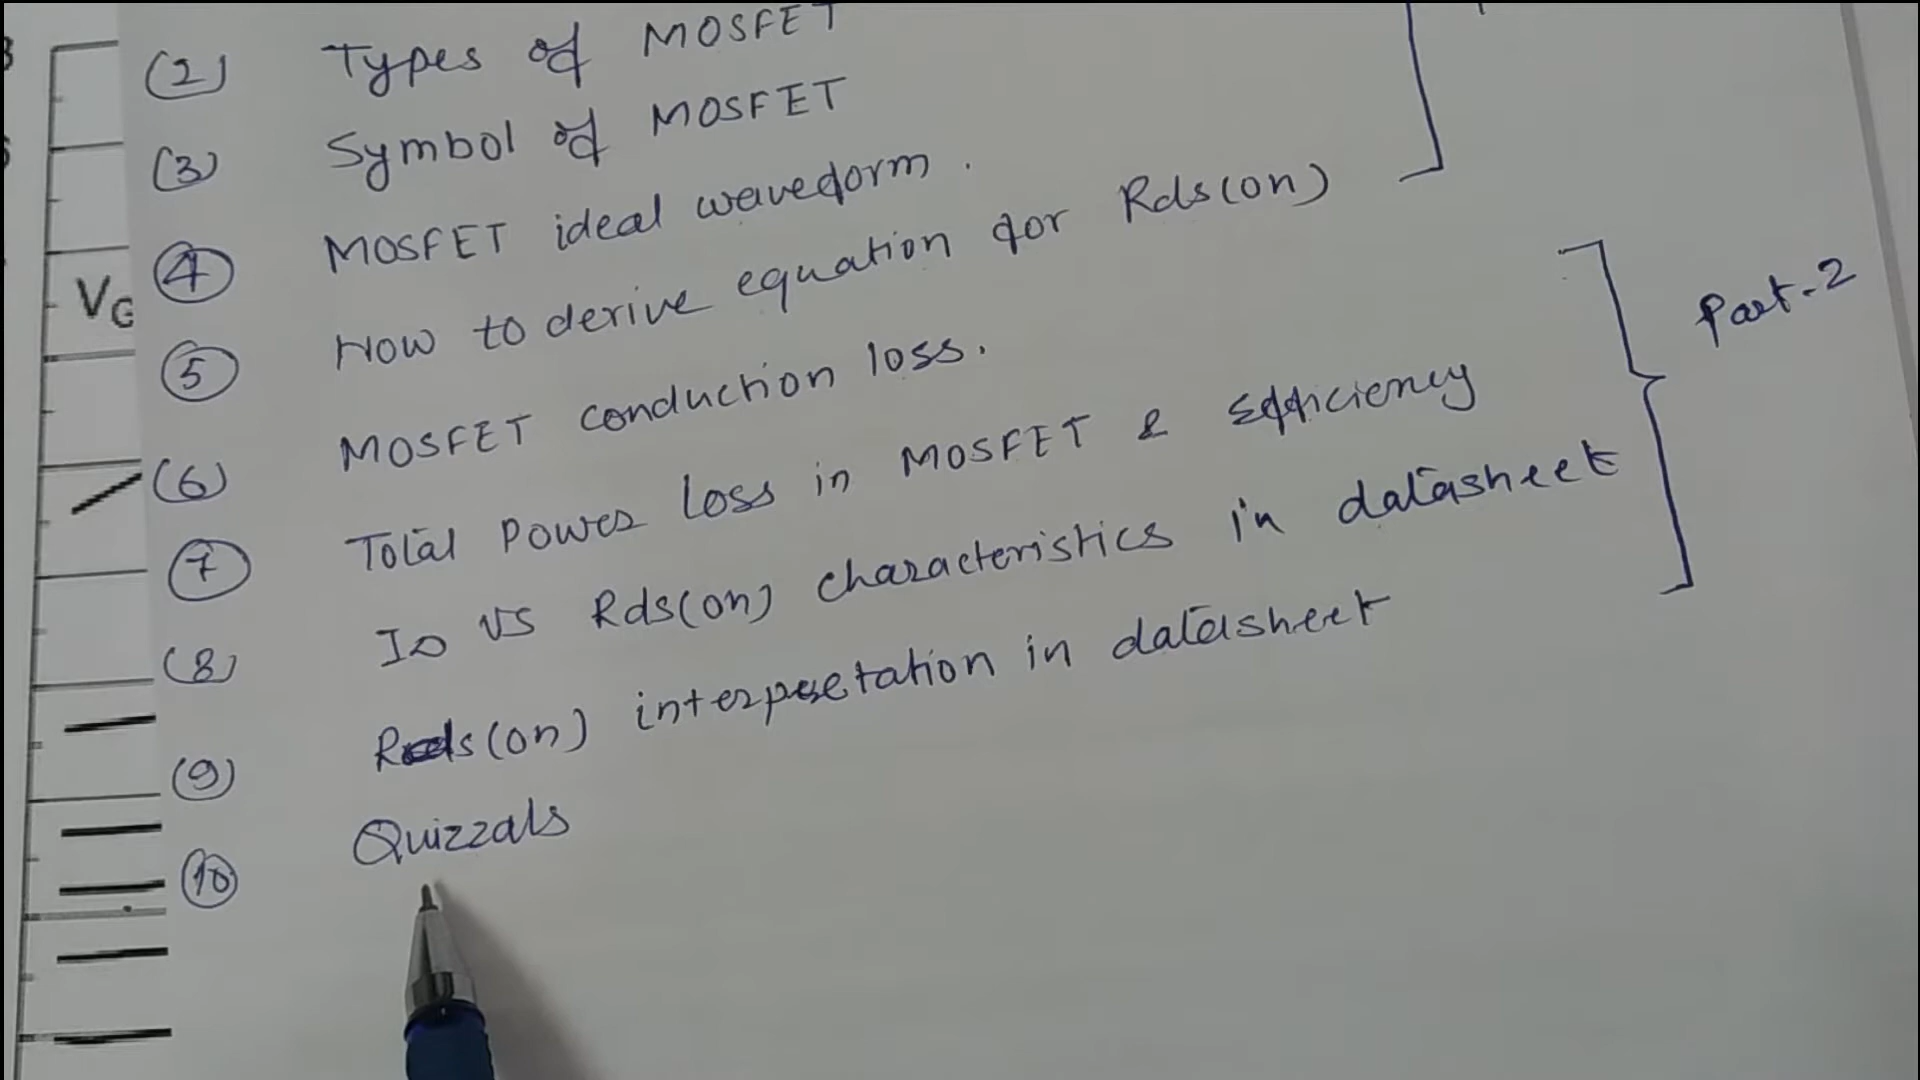 (2) Types of MOSFET
(3) Symbol of MOSFET
(4) MOSFET ideal waveform.
(5) How to derive equation for Rds(on)
(6) MOSFET conduction loss.
(7) Total Power Loss in MOSFET & Efficiency
(8) ID VS Rds(on) characteristics in datasheet
(9) Rds(on) interpretation in datasheet
(10) Quizzals
Part-2
VG